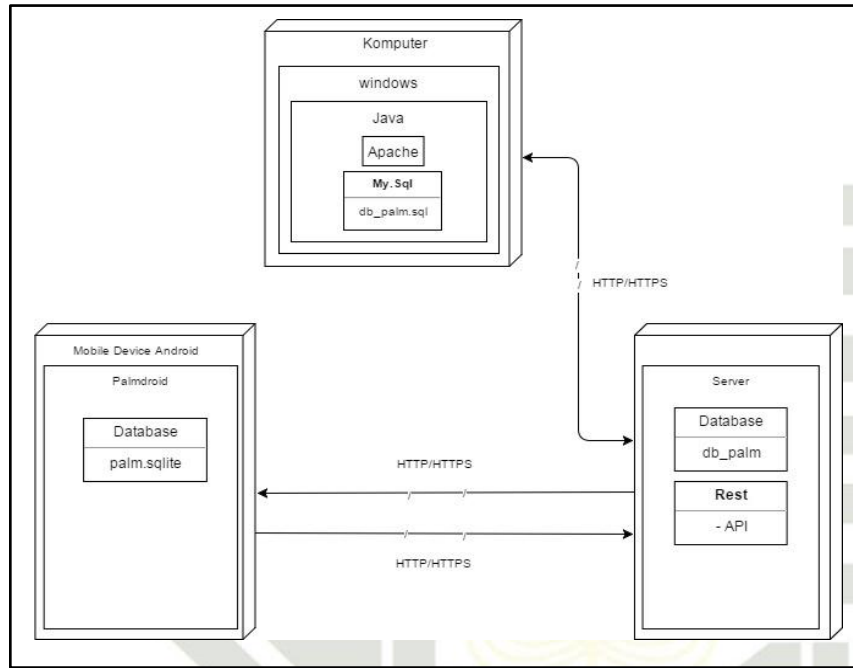 Komputer
windows
Java
Apache
My.Sql
db_palm.sql
HTTP/HTTPS
Mobile Device Android
Palmdroid
Database
palm.sqlite
HTTP/HTTPS
HTTP/HTTPS
Server
Database
db_palm
Rest
- API